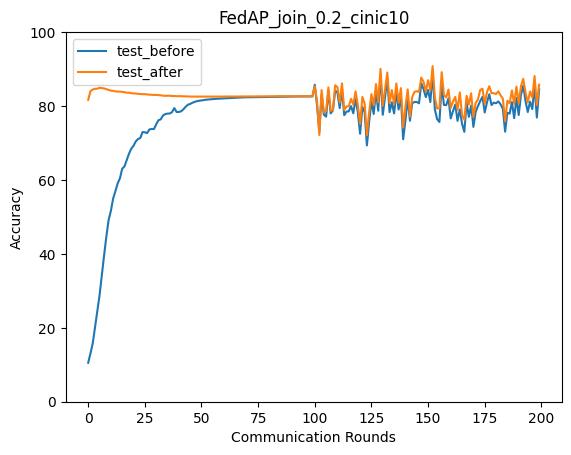 FedAP_join_0.2_cinic10
test_before
test_after
Accuracy
100
80
60
40
20
0
0 25 50 75 100 125 150 175 200
Communication Rounds